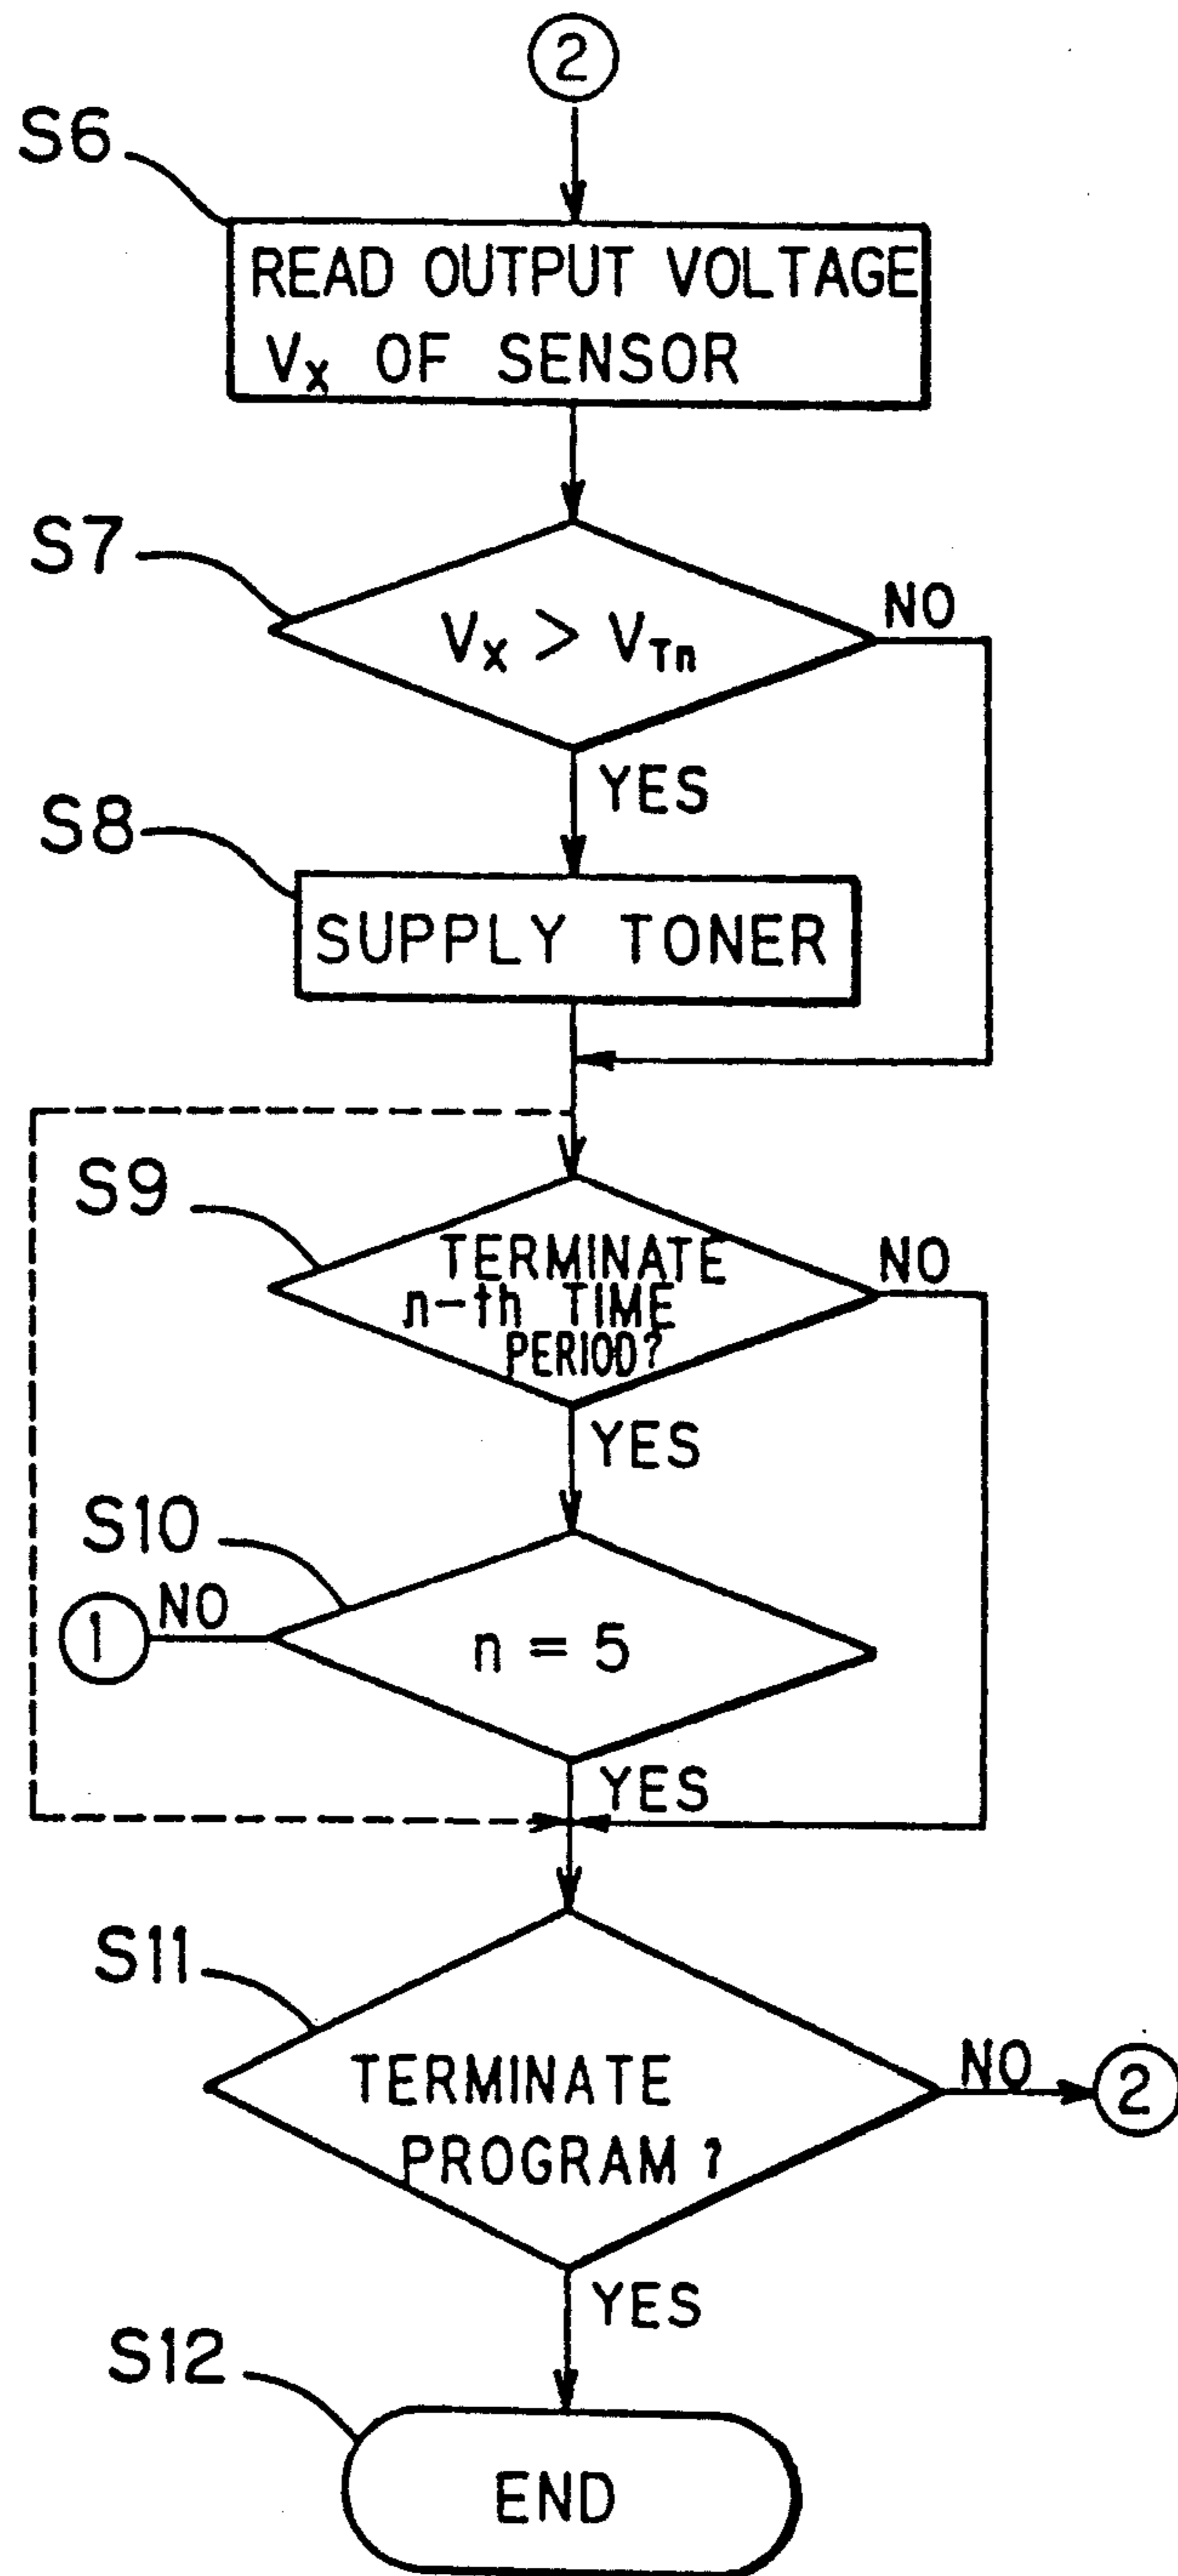 2
S6
READ OUTPUT VOLTAGE
Vx OF SENSOR
S7
Vx > VTn
NO
YES
S8
SUPPLY TONER
S9
TERMINATE
n-th TIME
PERIOD?
NO
YES
S10
1
NO
n = 5
YES
S11
TERMINATE
PROGRAM ?
NO
2
YES
S12
END